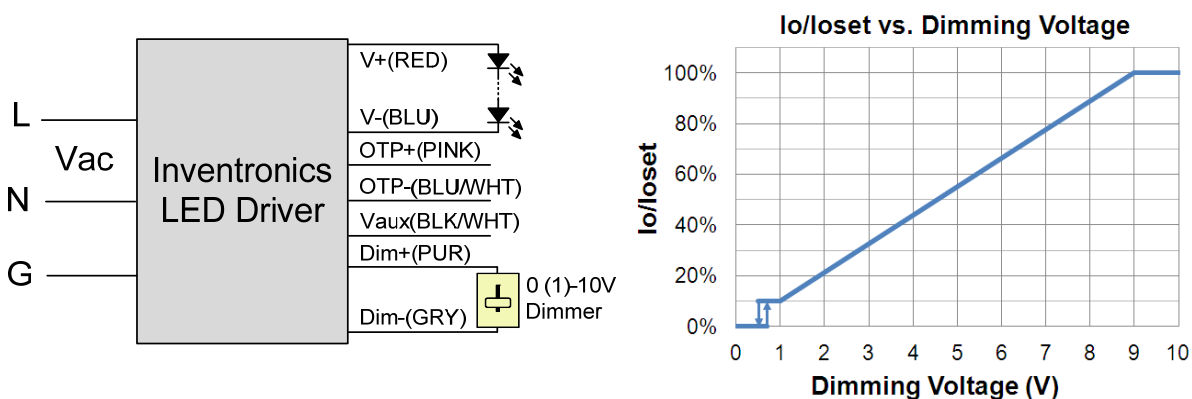 L
Vac
N
G
Inventronics
LED Driver
V+(RED)
V-(BLU)
OTP+(PINK)
OTP-(BLU/WHT)
Vaux(BLK/WHT)
Dim+(PUR)
Dim-(GRY)
0 (1)-10V
Dimmer
Io/Ioset vs. Dimming Voltage
Io/Ioset
100%
80%
60%
40%
20%
0%
0 1 2 3 4 5 6 7 8 9 10
Dimming Voltage (V)